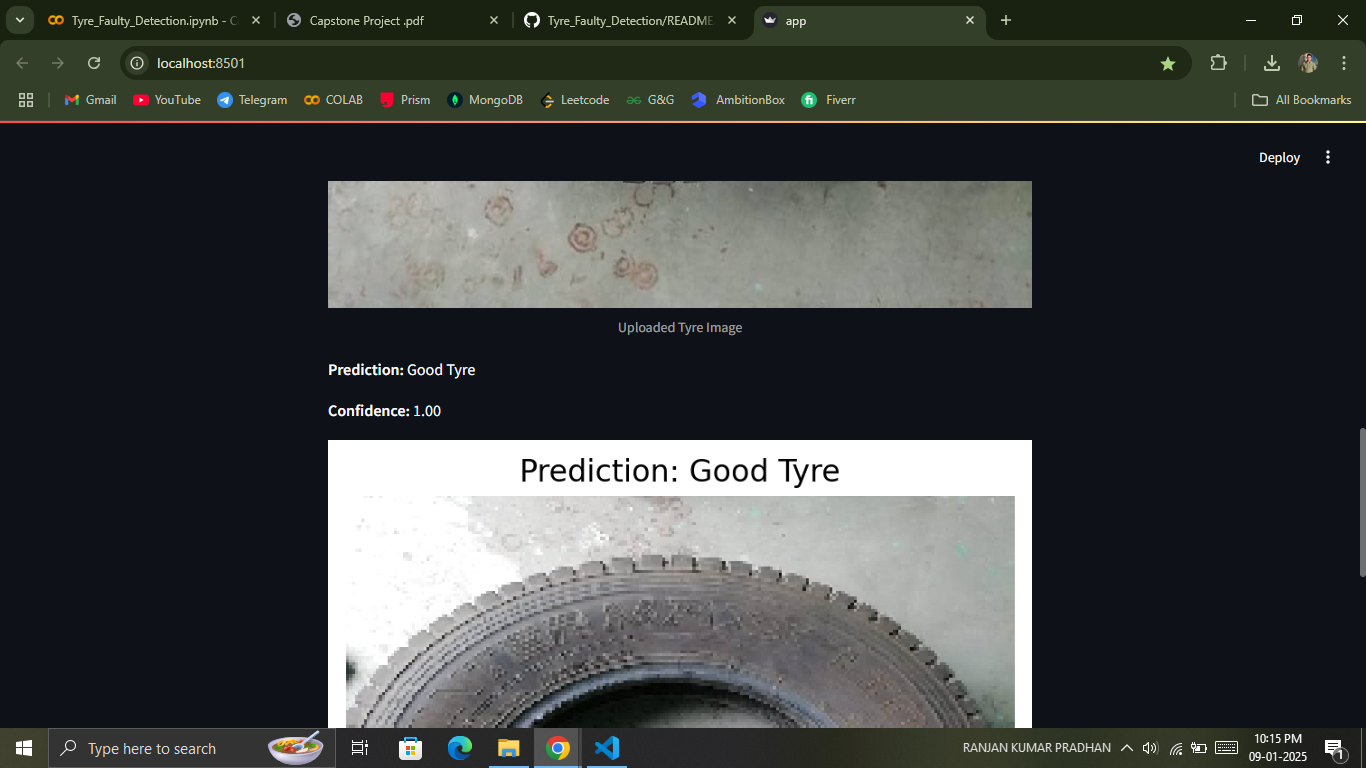 Tyre_Faulty_Detection.ipynb - C
Capstone Project .pdf
Tyre_Faulty_Detection/README
app
localhost:8501
Gmail
YouTube
Telegram
COLAB
Prism
MongoDB
Leetcode
G&G
AmbitionBox
Fiverr
All Bookmarks
Deploy
Uploaded Tyre Image
Prediction: Good Tyre
Confidence: 1.00
Prediction: Good Tyre
Type here to search
RANJAN KUMAR PRADHAN
10:15 PM
09-01-2025
1